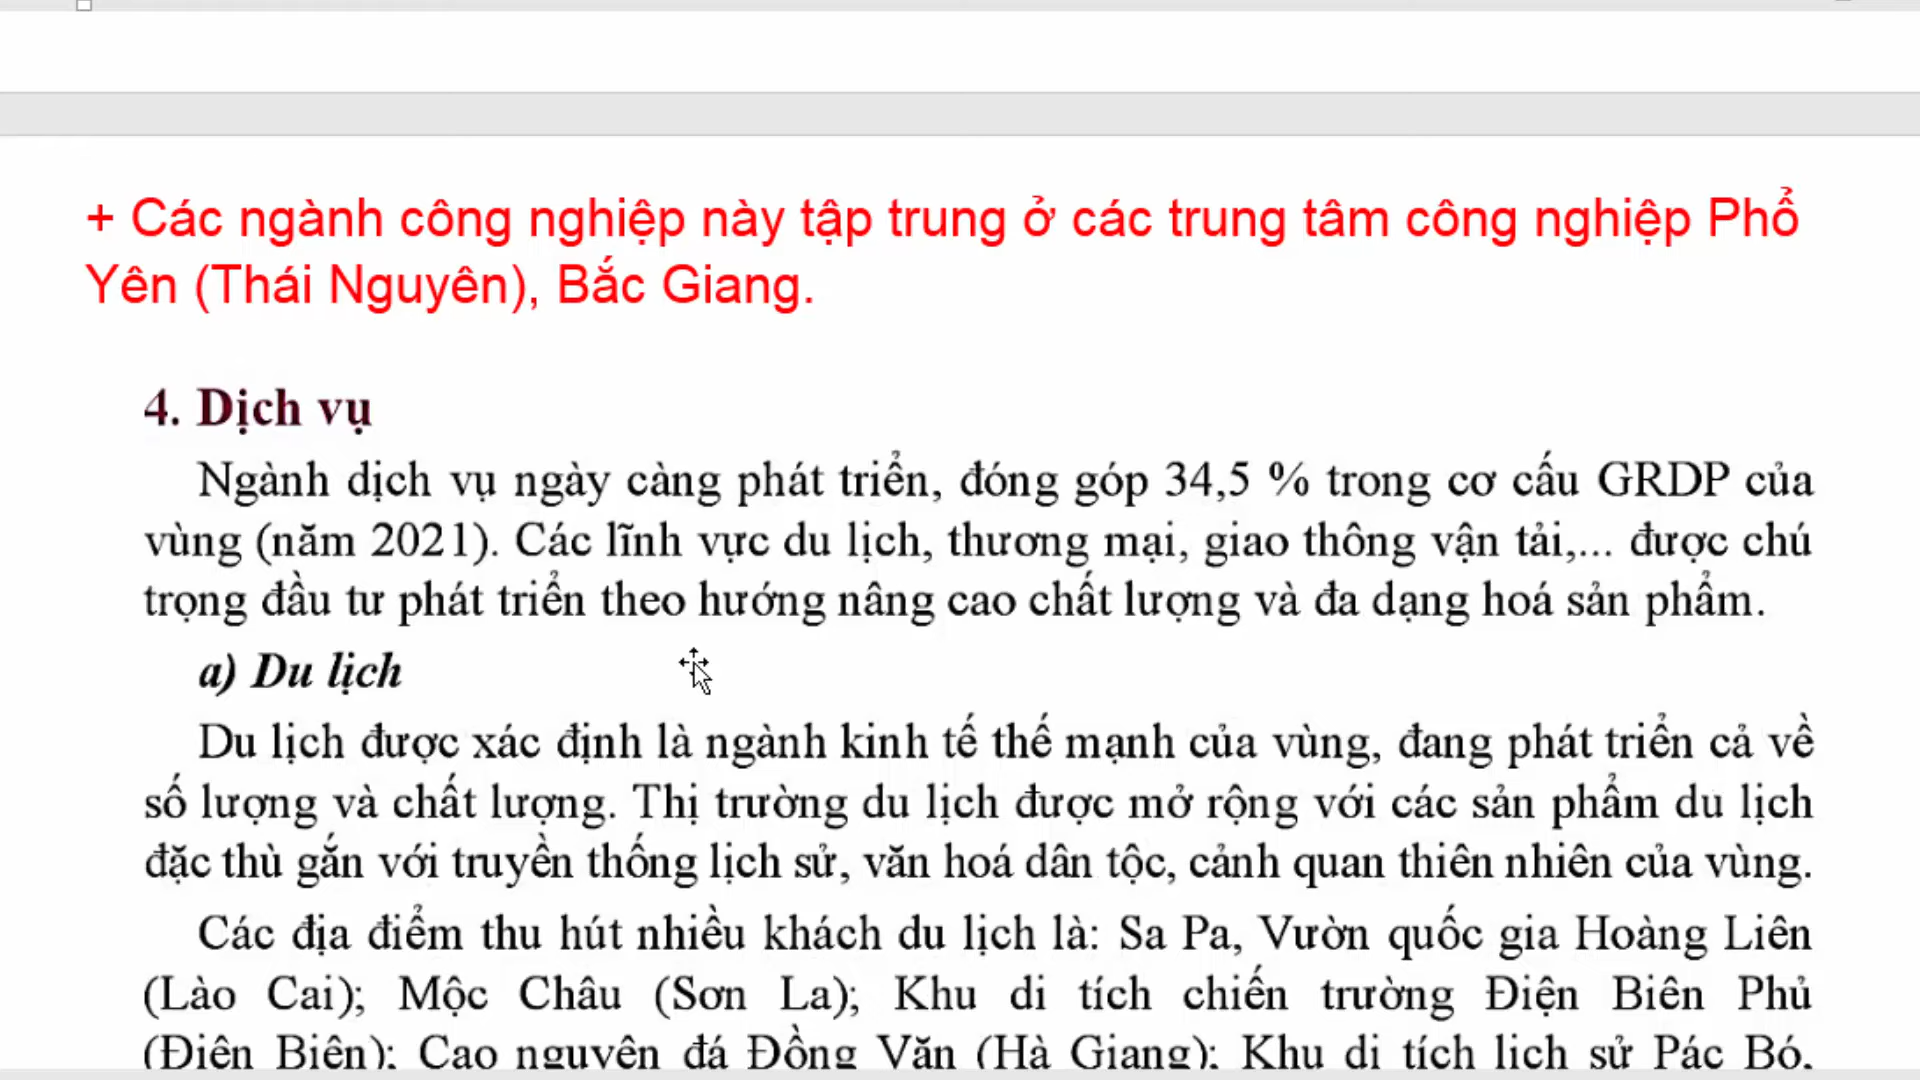 + Các ngành công nghiệp này tập trung ở các trung tâm công nghiệp Phổ
Yên (Thái Nguyên), Bắc Giang.
4. Dịch vụ
Ngành dịch vụ ngày càng phát triển, đóng góp 34,5 % trong cơ cấu GRDP của
vùng (năm 2021). Các lĩnh vực du lịch, thương mại, giao thông vận tải,... được chú
trọng đầu tư phát triển theo hướng nâng cao chất lượng và đa dạng hoá sản phẩm.
a) Du lịch
Du lịch được xác định là ngành kinh tế thế mạnh của vùng, đang phát triển cả về
số lượng và chất lượng. Thị trường du lịch được mở rộng với các sản phẩm du lịch
đặc thù gắn với truyền thống lịch sử, văn hoá dân tộc, cảnh quan thiên nhiên của vùng.
Các địa điểm thu hút nhiều khách du lịch là: Sa Pa, Vườn quốc gia Hoàng Liên
(Lào Cai); Mộc Châu (Sơn La); Khu di tích chiến trường Điện Biên Phủ
(Điện Biên); Cao nguyên đá Đồng Văn (Hà Giang); Khu di tích lịch sử Pác Bó,